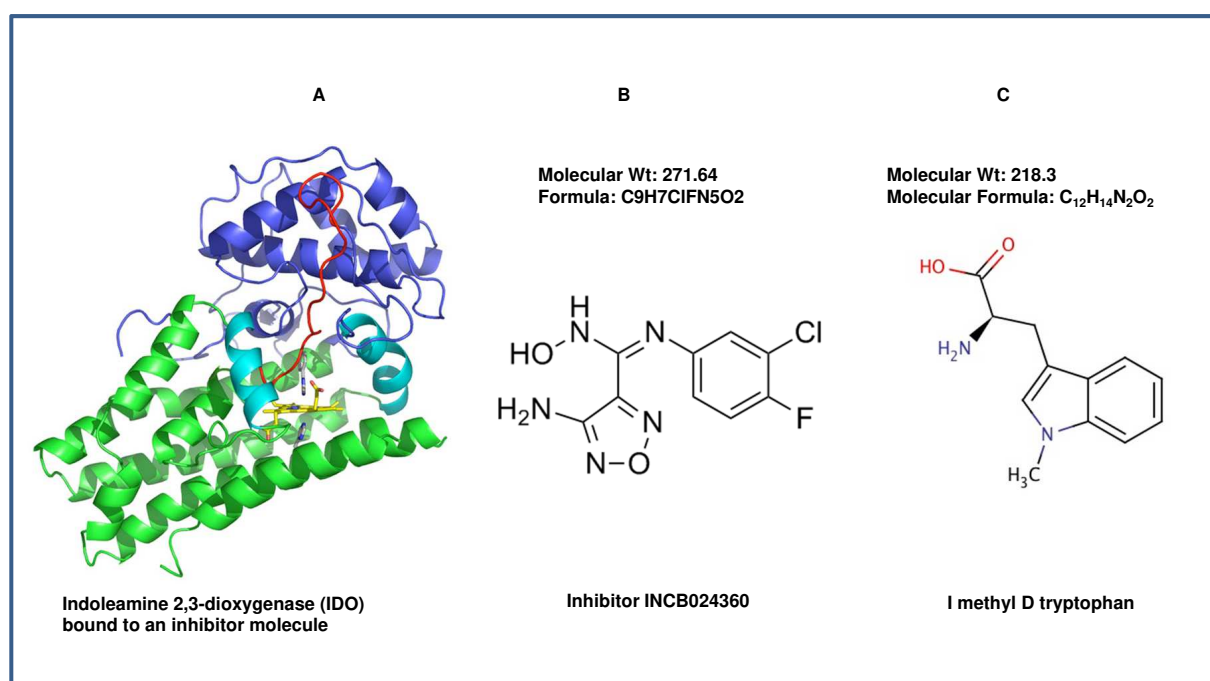 A
B
C
Molecular Wt: 271.64
Formula: C9H7ClFN5O2
Molecular Wt: 218.3
Molecular Formula: C₁₂H₁₄N₂O₂
H
N
HO
N
Cl
F
H₂N
N
N
O
HO
O
H₂N
N
H₃C
Indoleamine 2,3-dioxygenase (IDO)
bound to an inhibitor molecule
Inhibitor INCB024360
I methyl D tryptophan